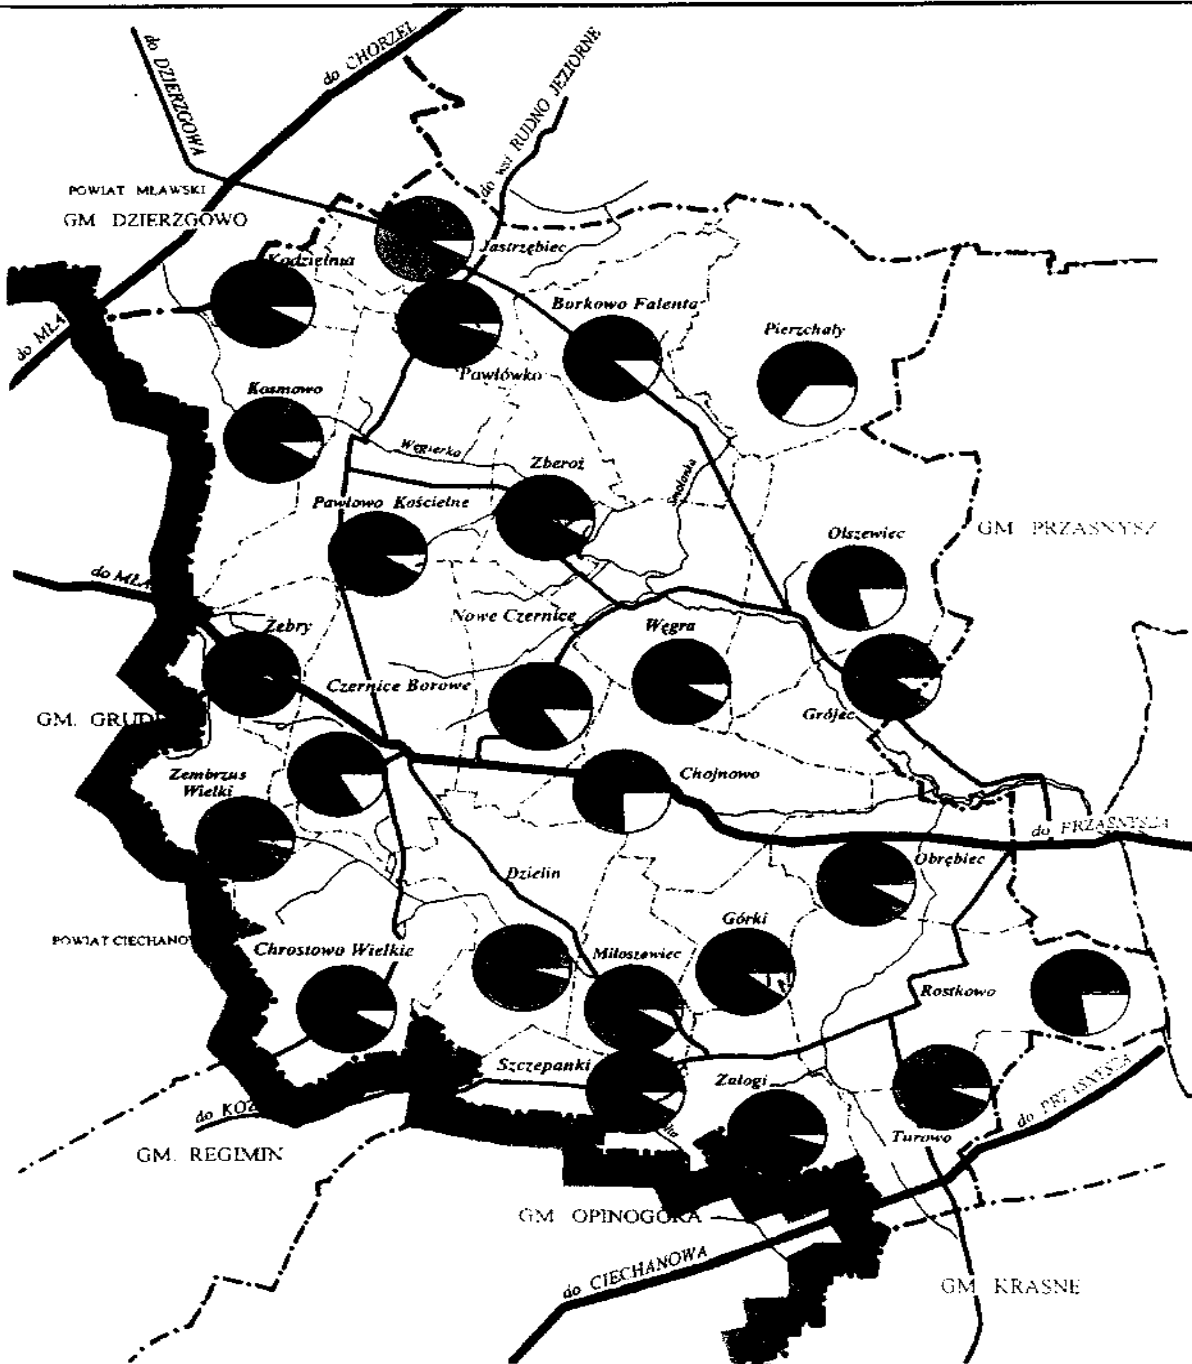 do DZIERZGOWA
do CHORZEL
do wsi RUDNO JEZIORNE
POWIAT MŁAWSKI
GM DZIERZGOWO
Jastrzębiec
Kadzielnia
Borkowo Falenta
Pierzchały
do MŁA
Pawłówko
Kosmowo
Węgierka
Zberoż
Smolanka
Pawłowo Kościelne
Olszewiec
GM PRZASNYSZ
do MŁA
Nowe Czernice
Węgra
Żebry
Czernice Borowe
Grójec
GM. GRUD
Zembrzus
Wielki
Chojnowo
do PRZASNYSZA
Obrębiec
Dzielin
Górki
POWIAT CIECHANO
Chrostowo Wielkie
Miłoszewiec
Rostkowo
Szczepanki
Załogi
do KOZ
do PRZASNYSZA
Turowo
GM. REGIMIN
GM OPINOGÓRA
do CIECHANOWA
GM KRASNE